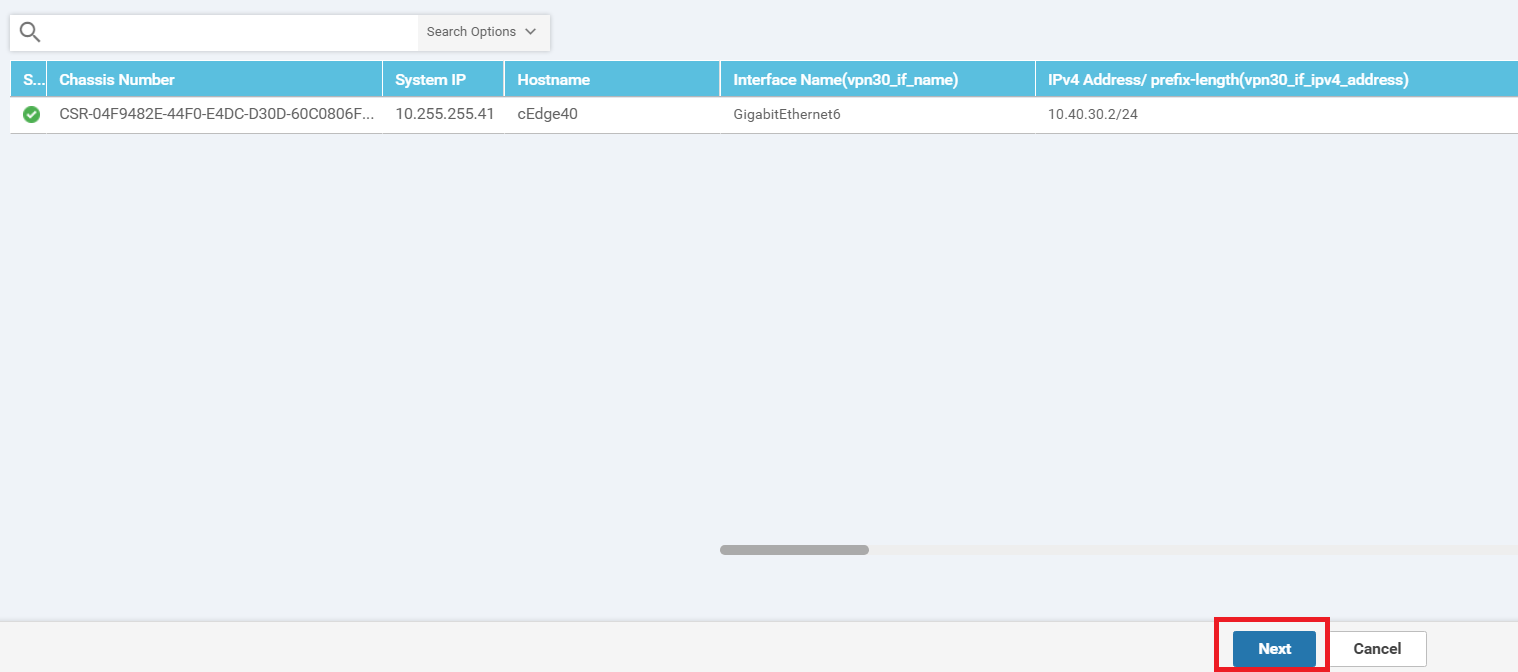 Search Options
S... Chassis Number System IP Hostname Interface Name(vpn30_if_name) IPv4 Address/ prefix-length(vpn30_if_ipv4_address)
CSR-04F9482E-44F0-E4DC-D30D-60C0806F... 10.255.255.41 cEdge40 GigabitEthernet6 10.40.30.2/24
Next Cancel